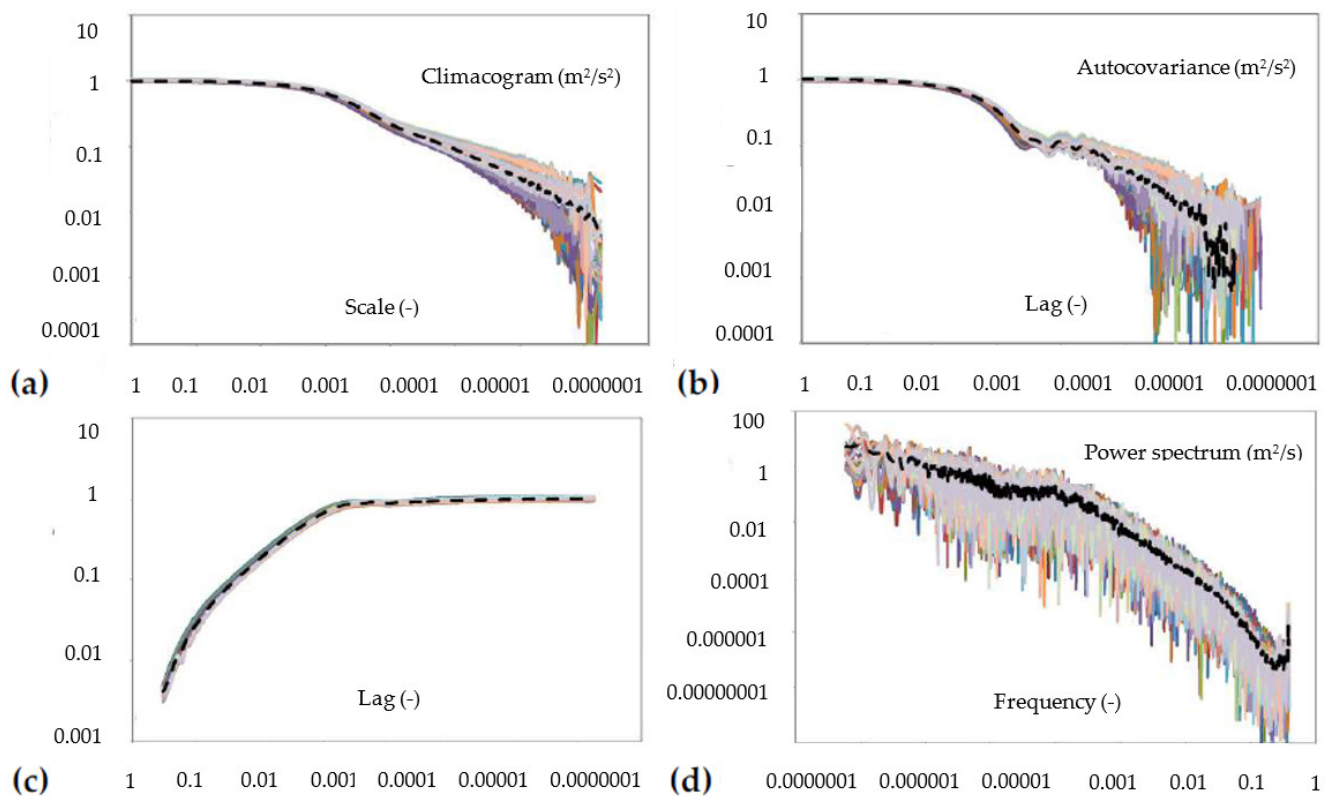 10
1
0.1
0.01
0.001
0.0001
Climacogram (m²/s²)
Scale (-)
(a)
1 0.1 0.01 0.001 0.0001 0.00001 0.0000001
10
1
0.1
0.01
0.001
0.0001
Autocovariance (m²/s²)
Lag (-)
(b)
1 0.1 0.01 0.001 0.0001 0.00001 0.0000001
10
1
0.1
0.01
0.001
Lag (-)
(c)
1 0.1 0.01 0.001 0.0001 0.00001 0.0000001
100
1
0.01
0.0001
0.000001
0.00000001
Power spectrum (m²/s)
Frequency (-)
(d)
0.0000001 0.000001 0.00001 0.001 0.01 0.1 1